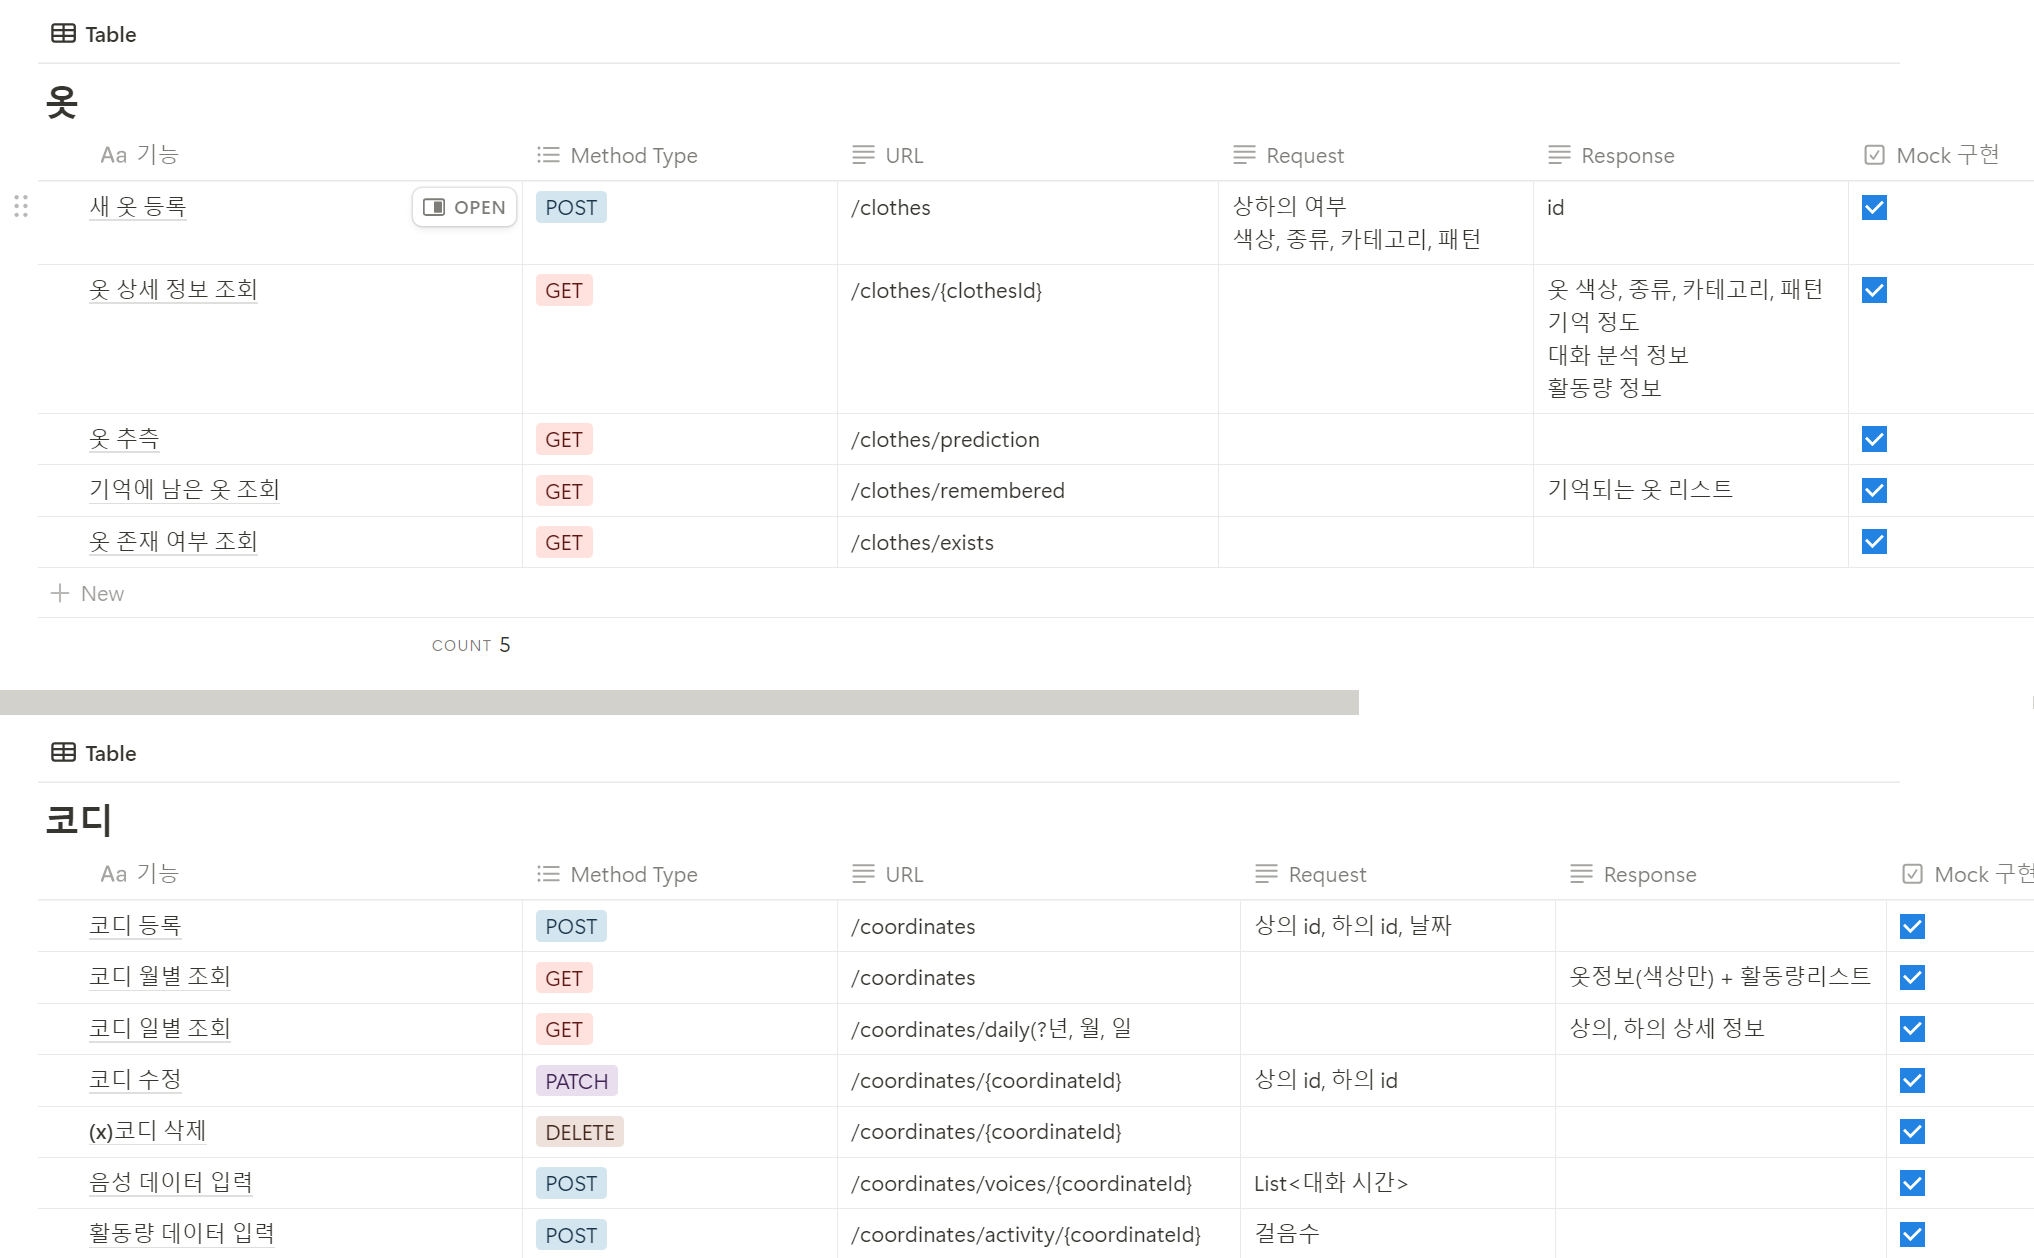 Table
옷
Aa 기능 Method Type URL Request Response Mock 구현
새 옷 등록 OPEN POST /clothes 상하의 여부 id
색상, 종류, 카테고리, 패턴
옷 상세 정보 조회 GET /clothes/{clothesId} 옷 색상, 종류, 카테고리, 패턴
기억 정도
대화 분석 정보
활동량 정보
옷 추측 GET /clothes/prediction
기억에 남은 옷 조회 GET /clothes/remembered 기억되는 옷 리스트
옷 존재 여부 조회 GET /clothes/exists
New
COUNT 5
Table
코디
Aa 기능 Method Type URL Request Response Mock 구현
코디 등록 POST /coordinates 상의 id, 하의 id, 날짜
코디 월별 조회 GET /coordinates 옷정보(색상만) + 활동량리스트
코디 일별 조회 GET /coordinates/daily(?년, 월, 일 상의, 하의 상세 정보
코디 수정 PATCH /coordinates/{coordinateId} 상의 id, 하의 id
(x)코디 삭제 DELETE /coordinates/{coordinateId}
음성 데이터 입력 POST /coordinates/voices/{coordinateId} List<대화 시간>
활동량 데이터 입력 POST /coordinates/activity/{coordinateId} 걸음수